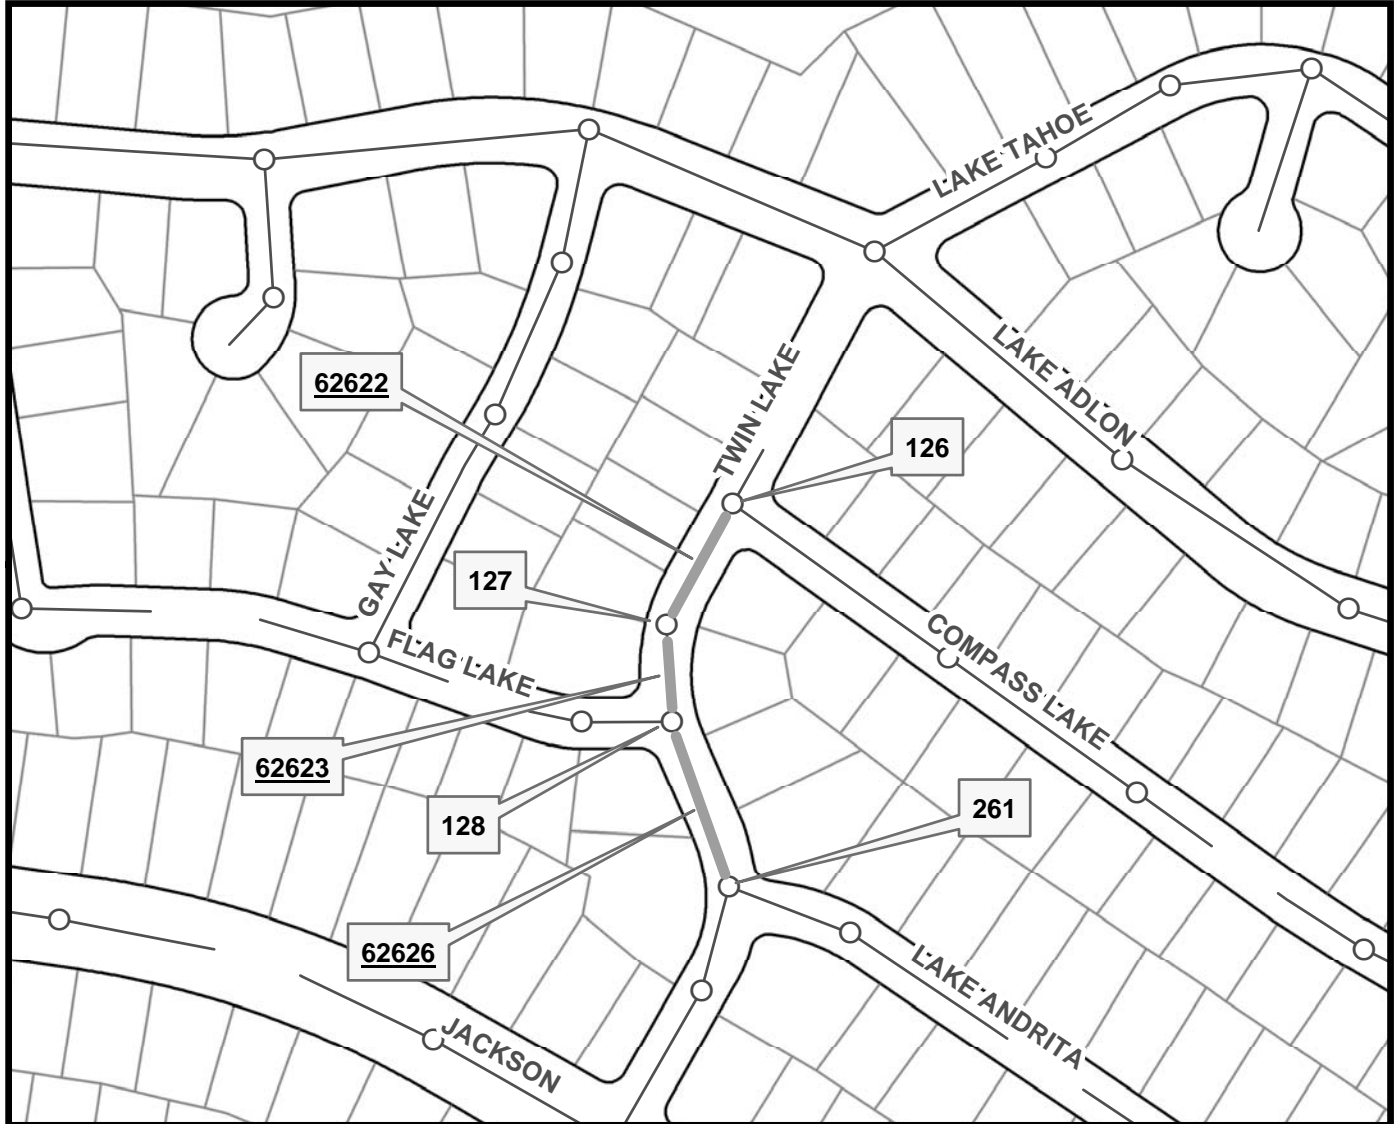 LAKE TAHOE
LAKE ADLON
TWIN LAKE
62622
126
GAY LAKE
127
FLAG LAKE
COMPASS LAKE
62623
128
261
62626
LAKE ANDRITA
JACKSON